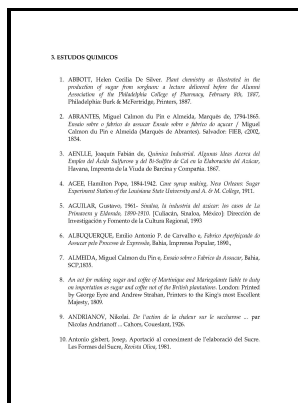 3. ESTUDOS QUIMICOS
1. ABBOTT, Helen Cecilia De Silver. Plant chemistry as illustrated in the
production of sugar from sorghum: a lecture delivered before the Alumni
Association of the Philadelphia College of Pharmacy, February 8th, 1887,
Philadelphia: Burk & McFertridge, Printers, 1887.
2. ABRANTES, Miguel Calmon du Pin e Almeida, Marquês de, 1794-1865.
Ensaio sobre o fabrico do assucar Ensaio sobre o fabrico do açucar / Miguel
Calmon du Pin e Almeida (Marquês de Abrantes). Salvador: FIEB, c2002,
1834.
3. AENLLE, Joaquín Fabián de, Química Industrial. Algunas Ideas Acerca del
Empleo del Ácido Sulfuroso y del Bi-Sulfito de Cal en la Elaboración del Azúcar,
Havana, Imprenta de la Viuda de Barcina y Compañia. 1867.
4. AGEE, Hamilton Pope, 1884-1942. Cane syrup making. New Orleans: Sugar
Experiment Station of the Louisiana State University and A. & M. College, 1911.
5. AGUILAR, Gustavo, 1961- Sinaloa, la industria del azúcar: los casos de La
Primavera y Eldorado, 1890-1910. [Culiacán, Sinaloa, México]: Dirección de
Investigación y Fomento de la Cultura Regional, 1993
6. ALBUQUERQUE, Emilio Antonio P. de Carvalho e, Fabrico Aperfeiçoado do
Assucar pelo Processo de Expressão, Bahia, Imprensa Popular, 1890.,
7. ALMEIDA, Miguel Calmon du Pin e, Ensaio sobre o Fabrico de Assucar, Bahia,
SCP,1835.
8. An act for making sugar and coffee of Martinique and Mariegalante liable to duty
on importation as sugar and coffee not of the British plantations. London: Printed
by George Eyre and Andrew Strahan, Printers to the King's most Excellent
Majesty, 1809.
9. ANDRIANOV, Nikolai. De l'action de la chaleur sur le saccharose ... par
Nicolas Andrianoff ... Cahors, Coueslant, 1926.
10. Antonio gisbert, Josep, Aportació al coneixment de l'elaboració del Sucre.
Les Formses del Sucre, Revista Oliva, 1981.